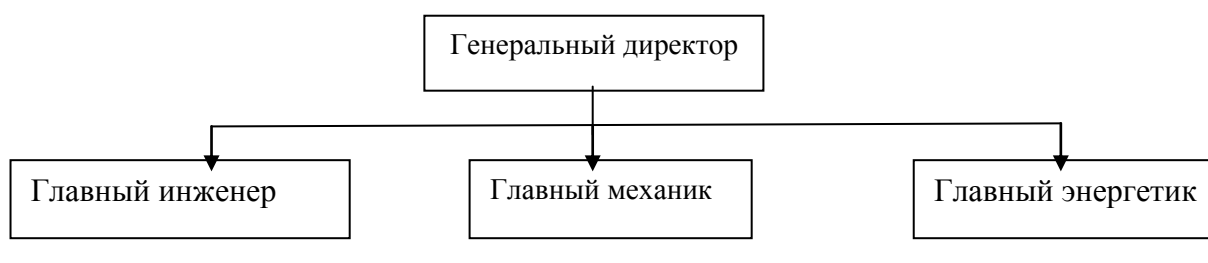 Генеральный директор
Главный инженер
Главный механик
Главный энергетик